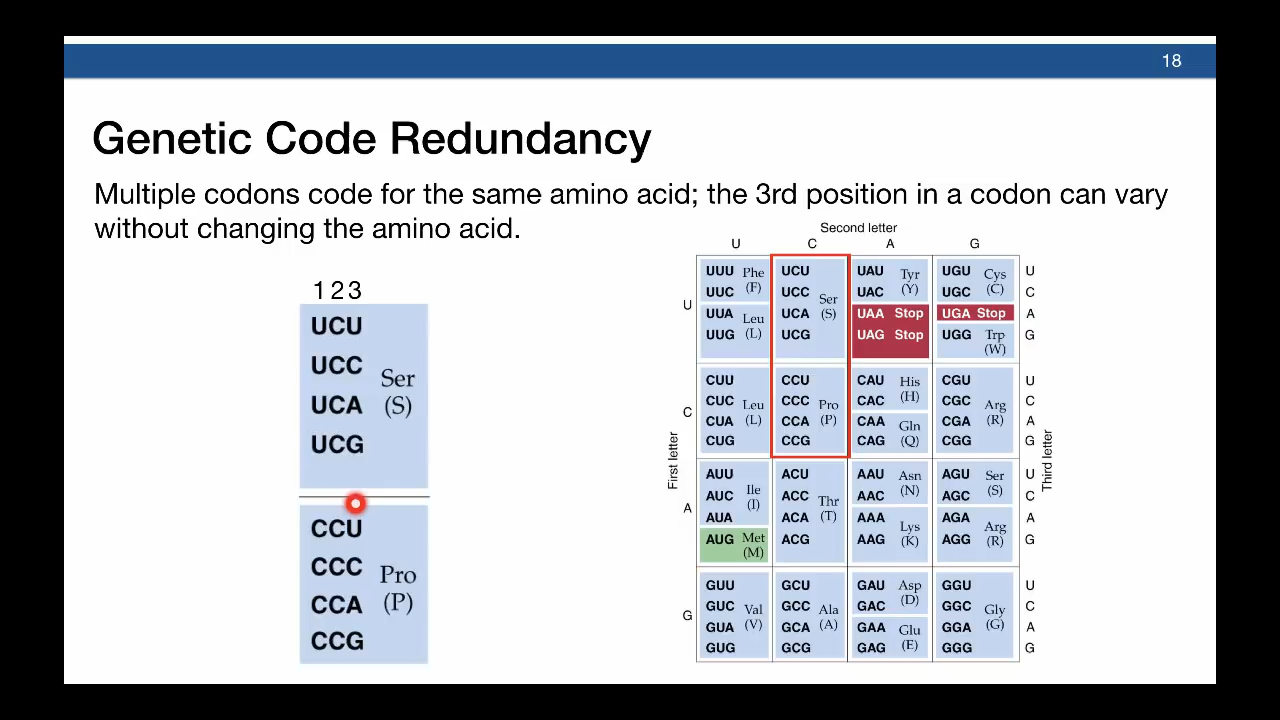 18
Genetic Code Redundancy
Multiple codons code for the same amino acid; the 3rd position in a codon can vary
without changing the amino acid.
1 2 3
UCU
UCC
UCA
UCG
Ser
(S)
CCU
CCC
CCA
CCG
Pro
(P)
Second letter
U C A G
First letter
U
UUU
UUC
Phe
(F)
UUA
UUG
Leu
(L)
UCU
UCC
UCA
UCG
Ser
(S)
UAU
UAC
Tyr
(Y)
UAA Stop
UAG Stop
UGU
UGC
Cys
(C)
UGA Stop
UGG
Trp
(W)
U
C
A
G
C
CUU
CUC
CUA
CUG
Leu
(L)
CCU
CCC
CCA
CCG
Pro
(P)
CAU
CAC
His
(H)
CAA
CAG
Gln
(Q)
CGU
CGC
CGA
CGG
Arg
(R)
U
C
A
G
A
AUU
AUC
AUA
Ile
(I)
AUG
Met
(M)
ACU
ACC
ACA
ACG
Thr
(T)
AAU
AAC
Asn
(N)
AAA
AAG
Lys
(K)
AGU
AGC
Ser
(S)
AGA
AGG
Arg
(R)
U
C
A
G
G
GUU
GUC
GUA
GUG
Val
(V)
GCU
GCC
GCA
GCG
Ala
(A)
GAU
GAC
Asp
(D)
GAA
GAG
Glu
(E)
GGU
GGC
GGA
GGG
Gly
(G)
U
C
A
G
Third letter